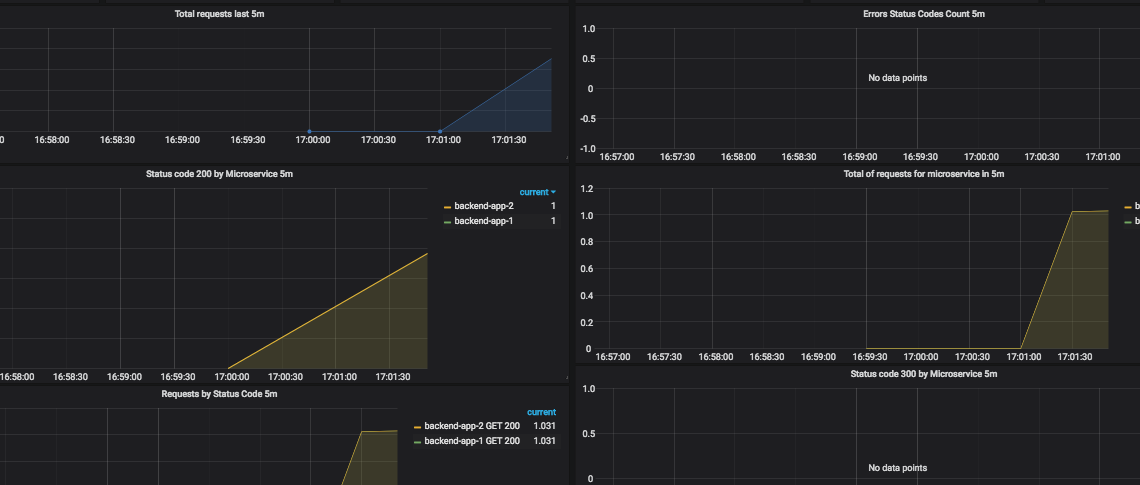 Total requests last 5m
0 16:58:00 16:58:30 16:59:00 16:59:30 17:00:00 17:00:30 17:01:00 17:01:30
Errors Status Codes Count 5m
1.0
0.5
0
-0.5
-1.0
No data points
16:57:00 16:57:30 16:58:00 16:58:30 16:59:00 16:59:30 17:00:00 17:00:30 17:01:00
Status code 200 by Microservice 5m
current
backend-app-2 1
backend-app-1 1
16:58:00 16:58:30 16:59:00 16:59:30 17:00:00 17:00:30 17:01:00 17:01:30
Total of requests for microservice in 5m
1.2
1.0
0.8
0.6
0.4
0.2
0
b
b
16:57:00 16:57:30 16:58:00 16:58:30 16:59:00 16:59:30 17:00:00 17:00:30 17:01:00 17:01:30
Requests by Status Code 5m
current
backend-app-2 GET 200 1.031
backend-app-1 GET 200 1.031
Status code 300 by Microservice 5m
1.0
0.5
0
No data points